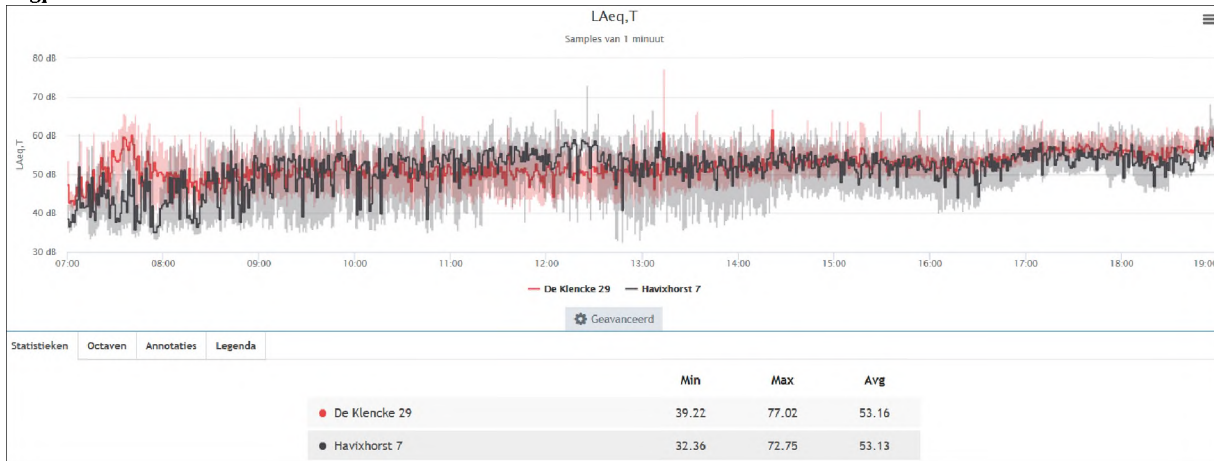 LAeq,T
Samples van 1 minuut
80 dB
70 dB
60 dB
50 dB
40 dB
30 dB
LAeq,T
07:00 08:00 09:00 10:00 11:00 12:00 13:00 14:00 15:00 16:00 17:00 18:00 19:00
De Klencke 29 Havixhorst 7
Geavanceerd
Statistieken Octaven Annotaties Legenda
Min Max Avg
De Klencke 29 39.22 77.02 53.16
Havixhorst 7 32.36 72.75 53.13